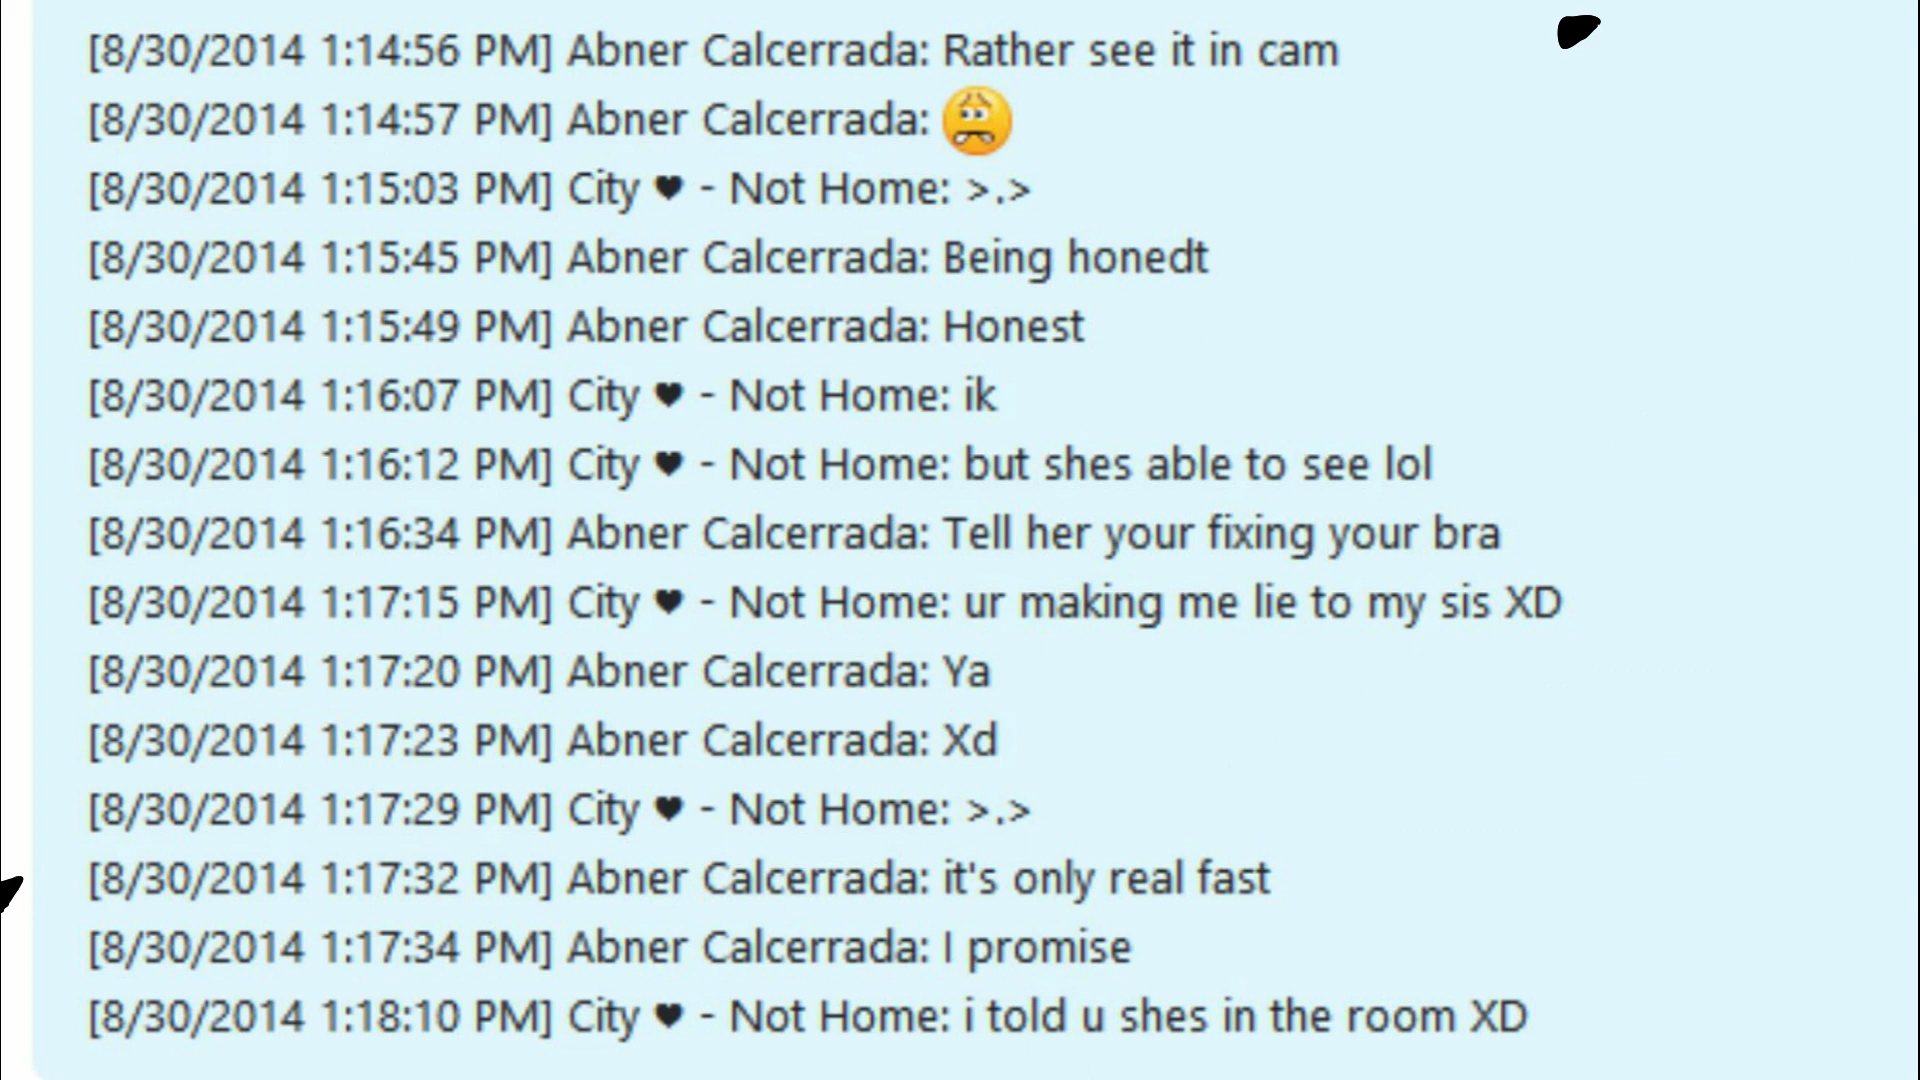 [8/30/2014 1:14:56 PM] Abner Calcerrada: Rather see it in cam
[8/30/2014 1:14:57 PM] Abner Calcerrada:
[8/30/2014 1:15:03 PM] City ♥ - Not Home: >.>
[8/30/2014 1:15:45 PM] Abner Calcerrada: Being honedt
[8/30/2014 1:15:49 PM] Abner Calcerrada: Honest
[8/30/2014 1:16:07 PM] City ♥ - Not Home: ik
[8/30/2014 1:16:12 PM] City ♥ - Not Home: but shes able to see lol
[8/30/2014 1:16:34 PM] Abner Calcerrada: Tell her your fixing your bra
[8/30/2014 1:17:15 PM] City ♥ - Not Home: ur making me lie to my sis XD
[8/30/2014 1:17:20 PM] Abner Calcerrada: Ya
[8/30/2014 1:17:23 PM] Abner Calcerrada: Xd
[8/30/2014 1:17:29 PM] City ♥ - Not Home: >.>
[8/30/2014 1:17:32 PM] Abner Calcerrada: it's only real fast
[8/30/2014 1:17:34 PM] Abner Calcerrada: I promise
[8/30/2014 1:18:10 PM] City ♥ - Not Home: i told u shes in the room XD